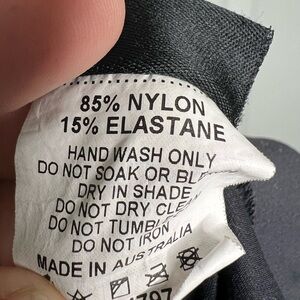 85% NYLON
15% ELASTANE
HAND WASH ONLY
DO NOT SOAK OR
DRY IN SHADE
DO NOT DRY
DO NOT
DO NOT IRON
MADE IN AUSTRALIA